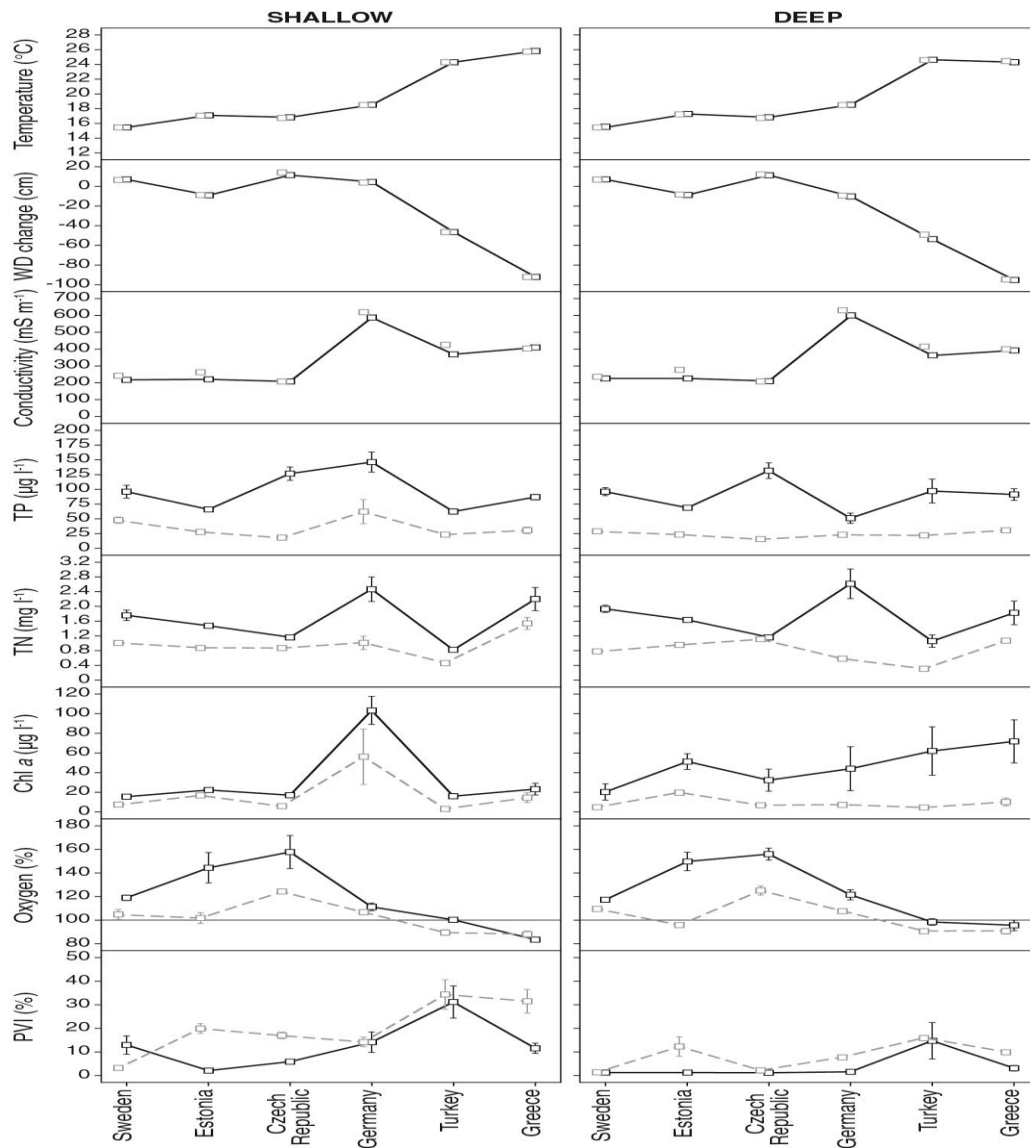 SHALLOW DEEP
Temperature (°C)
28
26
24
22
20
18
16
14
12
WD change (cm)
20
0
-20
-40
-60
-80
-100
Conductivity (mS m⁻¹)
700
600
500
400
300
200
100
0
TP (µg l⁻¹)
200
175
150
125
100
75
50
25
0
TN (mg l⁻¹)
3.2
2.8
2.4
2.0
1.6
1.2
0.8
0.4
0
Chl a (µg l⁻¹)
120
100
80
60
40
20
0
Oxygen (%)
180
160
140
120
100
80
PVI (%)
50
40
30
20
10
0
Sweden
Estonia
Czech
Republic
Germany
Turkey
Greece
Sweden
Estonia
Czech
Republic
Germany
Turkey
Greece